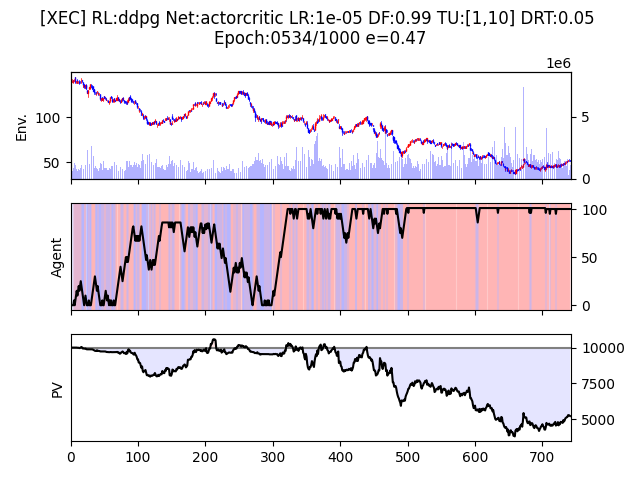 [XEC] RL:ddpg Net:actorcritic LR:1e-05 DF:0.99 TU:[1,10] DRT:0.05
Epoch:0534/1000 e=0.47
1e6
Env.
100
50
5
0
Agent
100
50
0
PV
10000
7500
5000
0 100 200 300 400 500 600 700